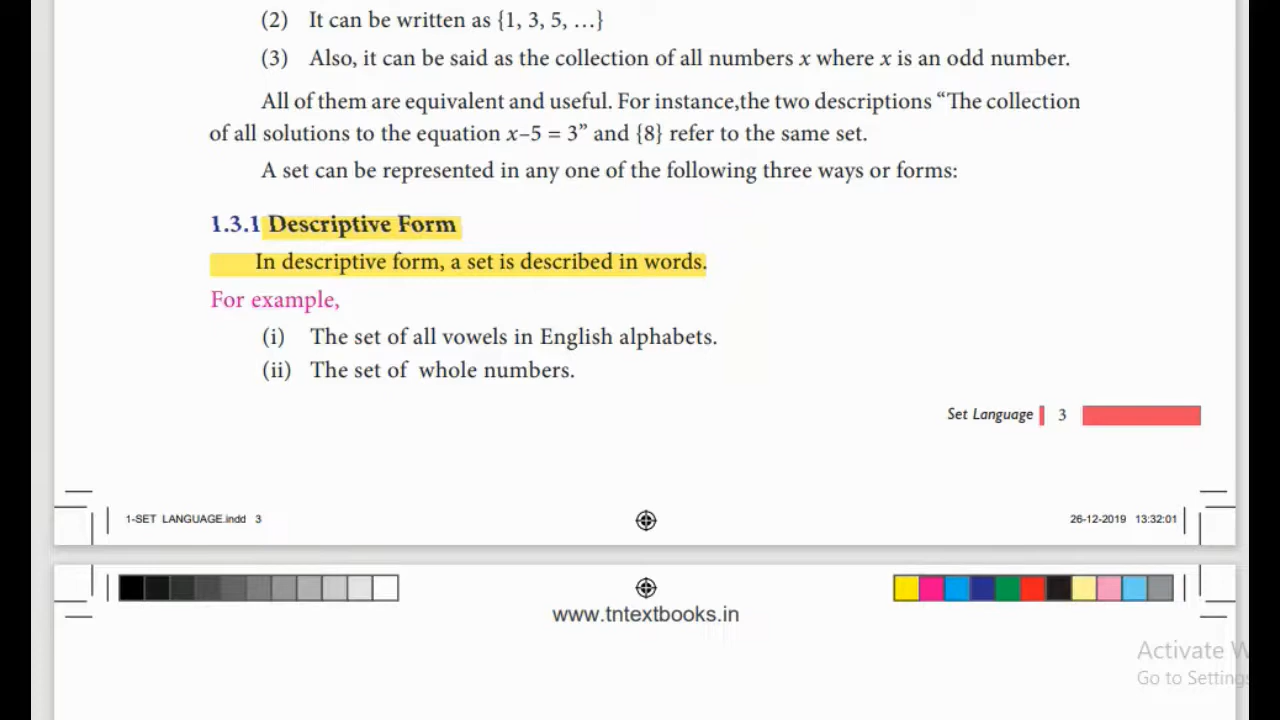 (2) It can be written as {1, 3, 5, …}
(3) Also, it can be said as the collection of all numbers x where x is an odd number.
All of them are equivalent and useful. For instance,the two descriptions “The collection
of all solutions to the equation x–5 = 3” and {8} refer to the same set.
A set can be represented in any one of the following three ways or forms:
1.3.1 Descriptive Form
In descriptive form, a set is described in words.
For example,
(i) The set of all vowels in English alphabets.
(ii) The set of whole numbers.
Set Language 3
1-SET LANGUAGE.indd 3 26-12-2019 13:32:01
www.tntextbooks.in
Activate W
Go to Settings